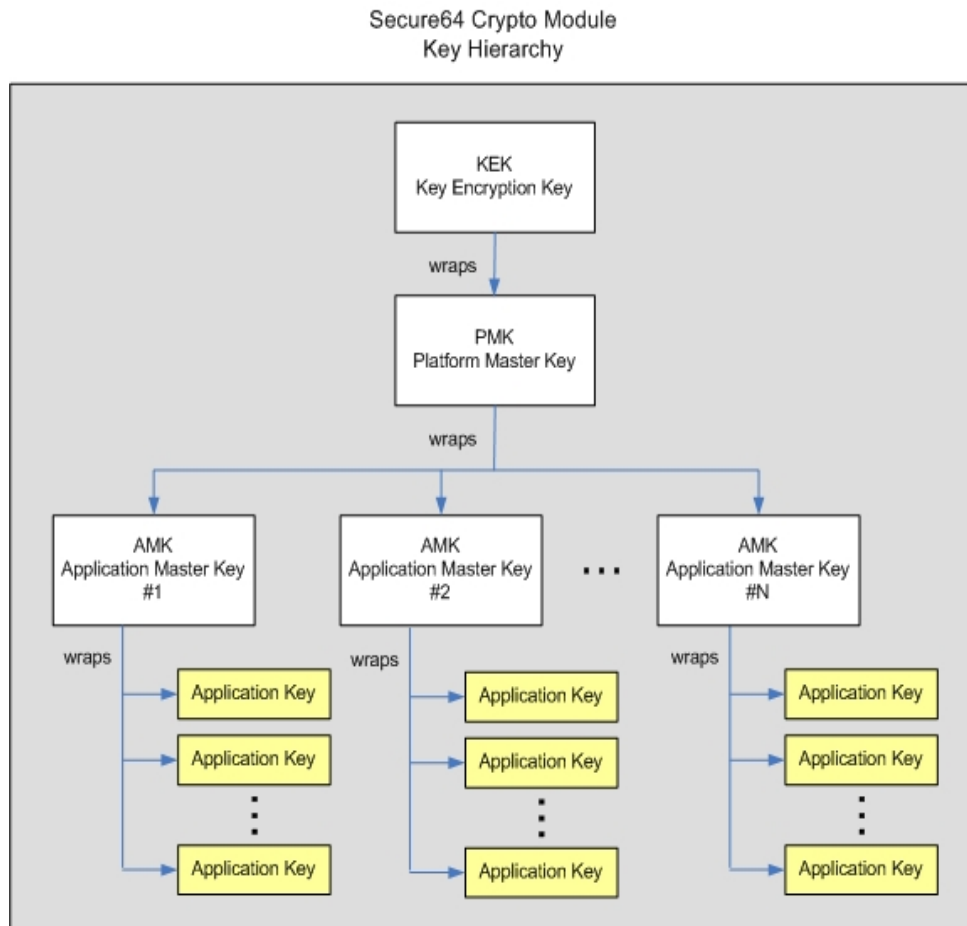 Secure64 Crypto Module
Key Hierarchy
KEK
Key Encryption Key
wraps
PMK
Platform Master Key
wraps
AMK
Application Master Key
#1
AMK
Application Master Key
#2
...
AMK
Application Master Key
#N
wraps
Application Key
Application Key
Application Key
wraps
Application Key
Application Key
Application Key
wraps
Application Key
Application Key
Application Key